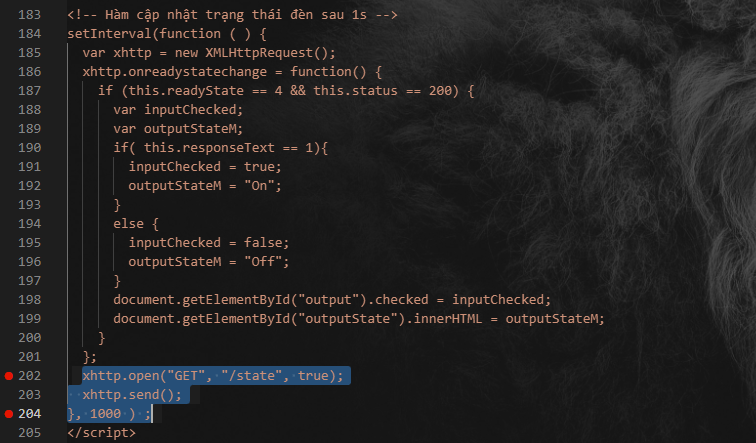 183 <!-- Hàm cập nhật trạng thái đèn sau 1s -->
184 setInterval(function ( ) {
185   var xhttp = new XMLHttpRequest();
186   xhttp.onreadystatechange = function() {
187     if (this.readyState == 4 && this.status == 200) {
188       var inputChecked;
189       var outputStateM;
190       if( this.responseText == 1){
191         inputChecked = true;
192         outputStateM = "On";
193       }
194       else {
195         inputChecked = false;
196         outputStateM = "Off";
197       }
198       document.getElementById("output").checked = inputChecked;
199       document.getElementById("outputState").innerHTML = outputStateM;
200     }
201   };
202   xhttp.open("GET", "/state", true);
203   xhttp.send();
204 }, 1000 ) ;
205 </script>